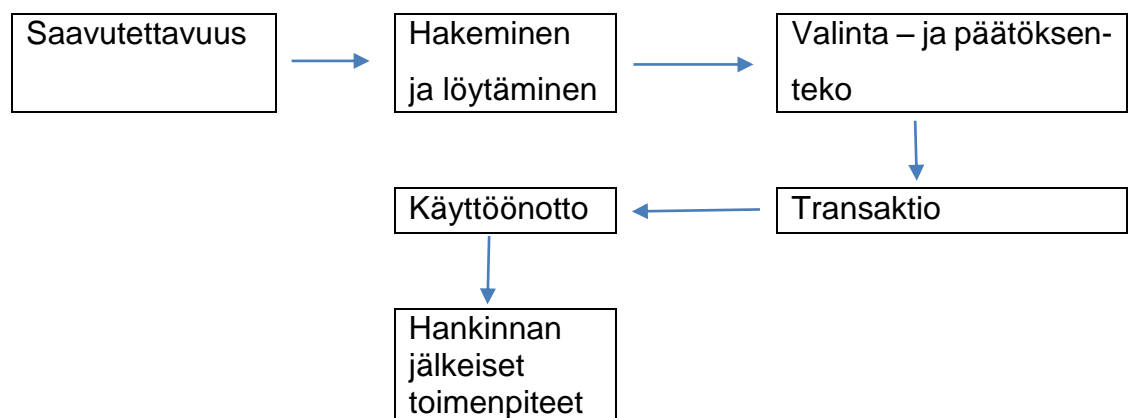 Saavutettavuus
Hakeminen
ja löytäminen
Valinta – ja päätöksen-
teko
Transaktio
Käyttöönotto
Hankinnan
jälkeiset
toimenpiteet